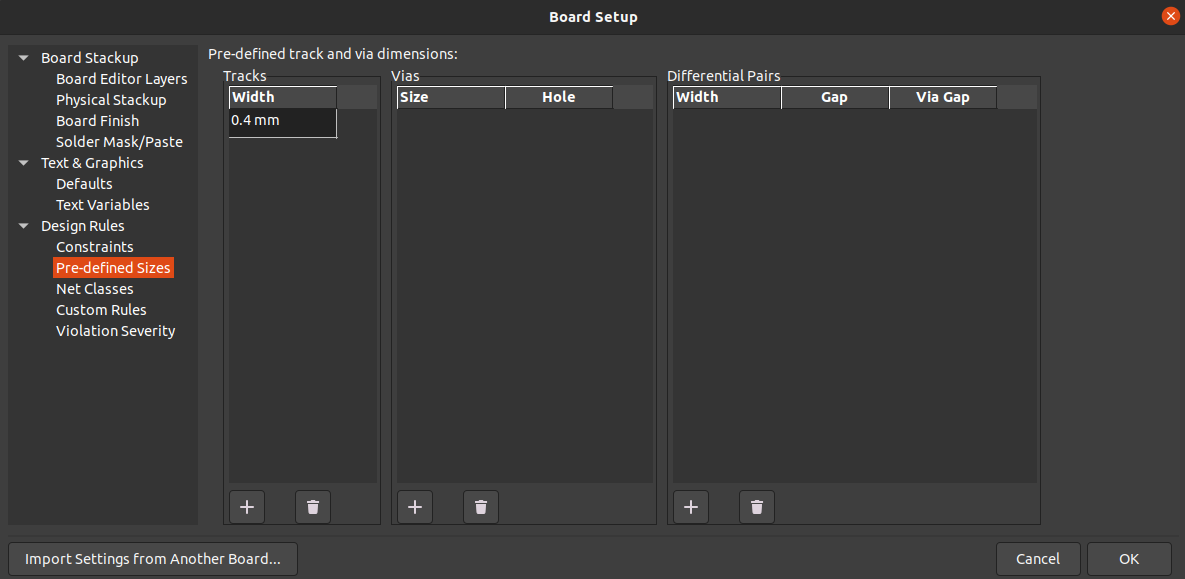 Board Setup
Board Stackup
Board Editor Layers
Physical Stackup
Board Finish
Solder Mask/Paste
Text & Graphics
Defaults
Text Variables
Design Rules
Constraints
Pre-defined Sizes
Net Classes
Custom Rules
Violation Severity
Pre-defined track and via dimensions:
Tracks
Width
0.4 mm
Vias
Size Hole
Differential Pairs
Width Gap Via Gap
Import Settings from Another Board...
Cancel
OK